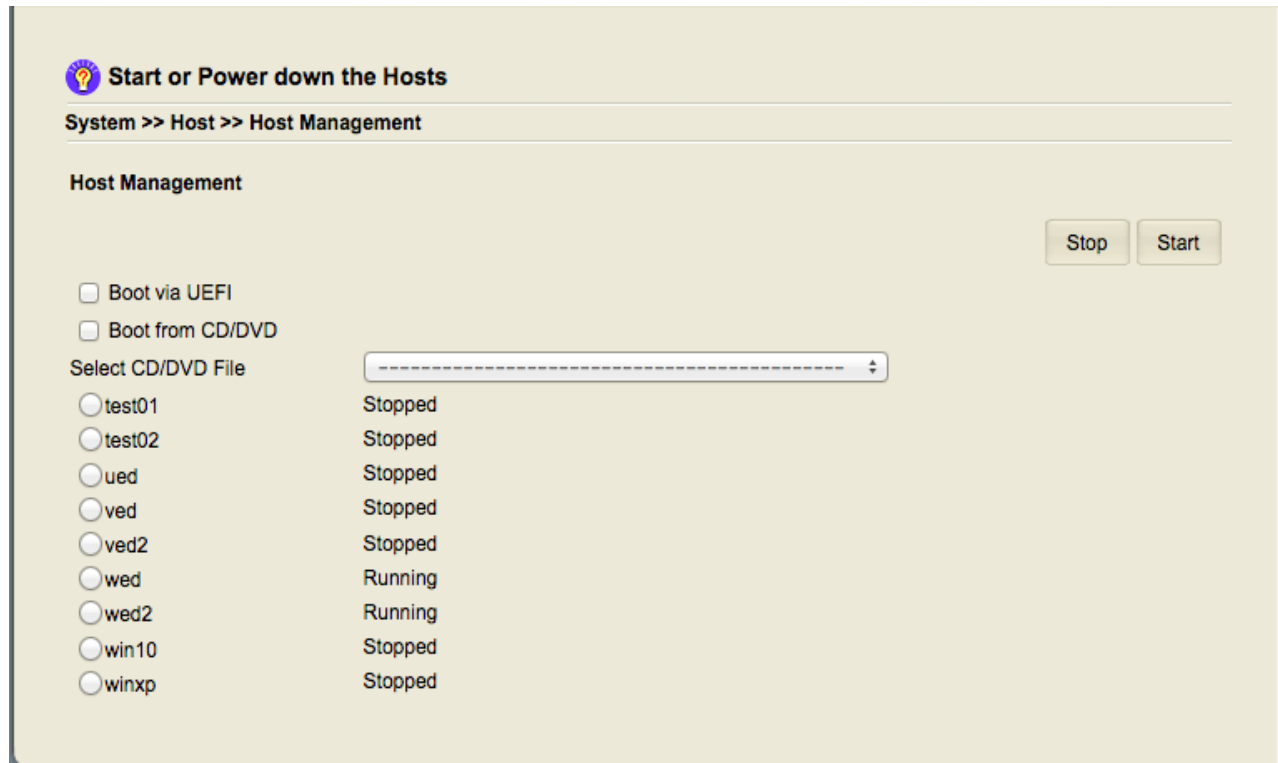 Start or Power down the Hosts
System >> Host >> Host Management
Host Management
Stop Start
Boot via UEFI
Boot from CD/DVD
Select CD/DVD File --------------------------------------------
test01 Stopped
test02 Stopped
ued Stopped
ved Stopped
ved2 Stopped
wed Running
wed2 Running
win10 Stopped
winxp Stopped